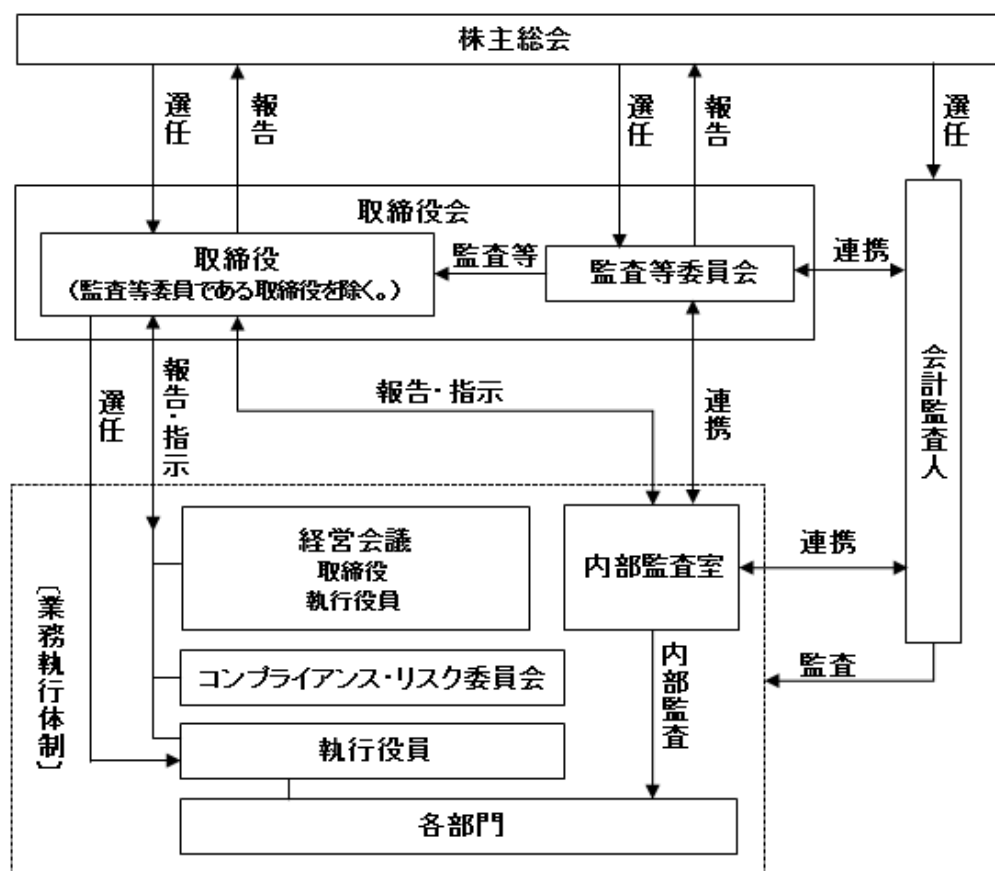 株主総会
選任
報告
選任
報告
選任
取締役会
取締役
(監査等委員である取締役を除く。)
監査等
監査等委員会
連携
会計監査人
選任
報告・指示
報告・指示
連携
〔業務執行体制〕
経営会議
取締役
執行役員
内部監査室
連携
コンプライアンス・リスク委員会
内部監査
監査
執行役員
各部門